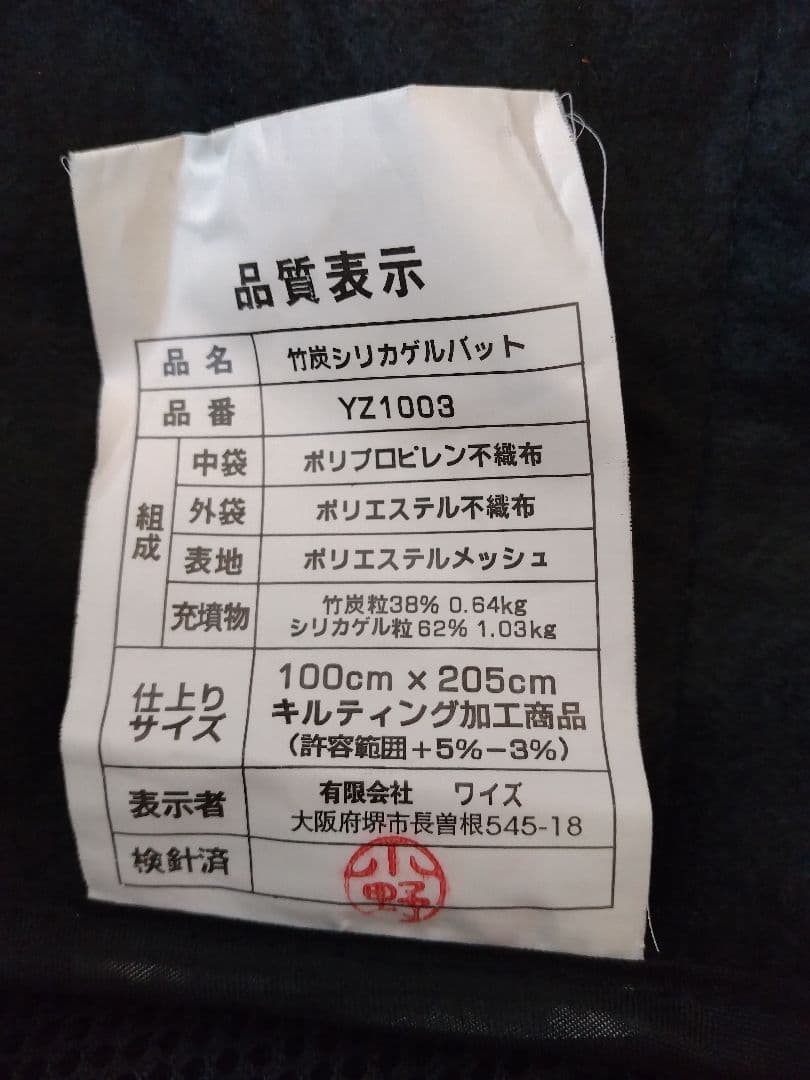 品質表示
品名 竹炭シリカゲルバット
品番 YZ1003
組成 中袋 ポリプロピレン不織布
外袋 ポリエステル不織布
表地 ポリエステルメッシュ
充填物 竹炭粒38% 0.64kg
シリカゲル粒62% 1.03kg
仕上り
サイズ
100cm×205cm
キルティング加工商品
(許容範囲+5%-3%)
表示者 有限会社 ワイズ
大阪府堺市長曽根545-18
検針済 小野